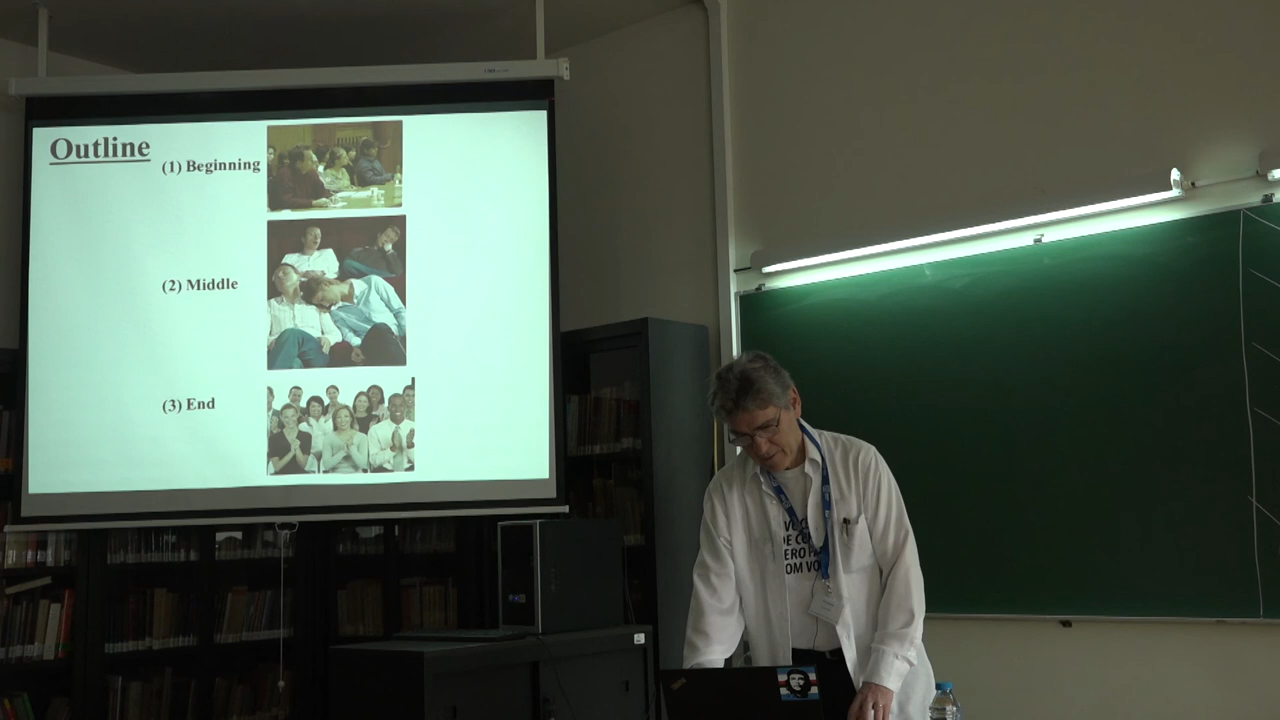 Outline
(1) Beginning
(2) Middle
(3) End